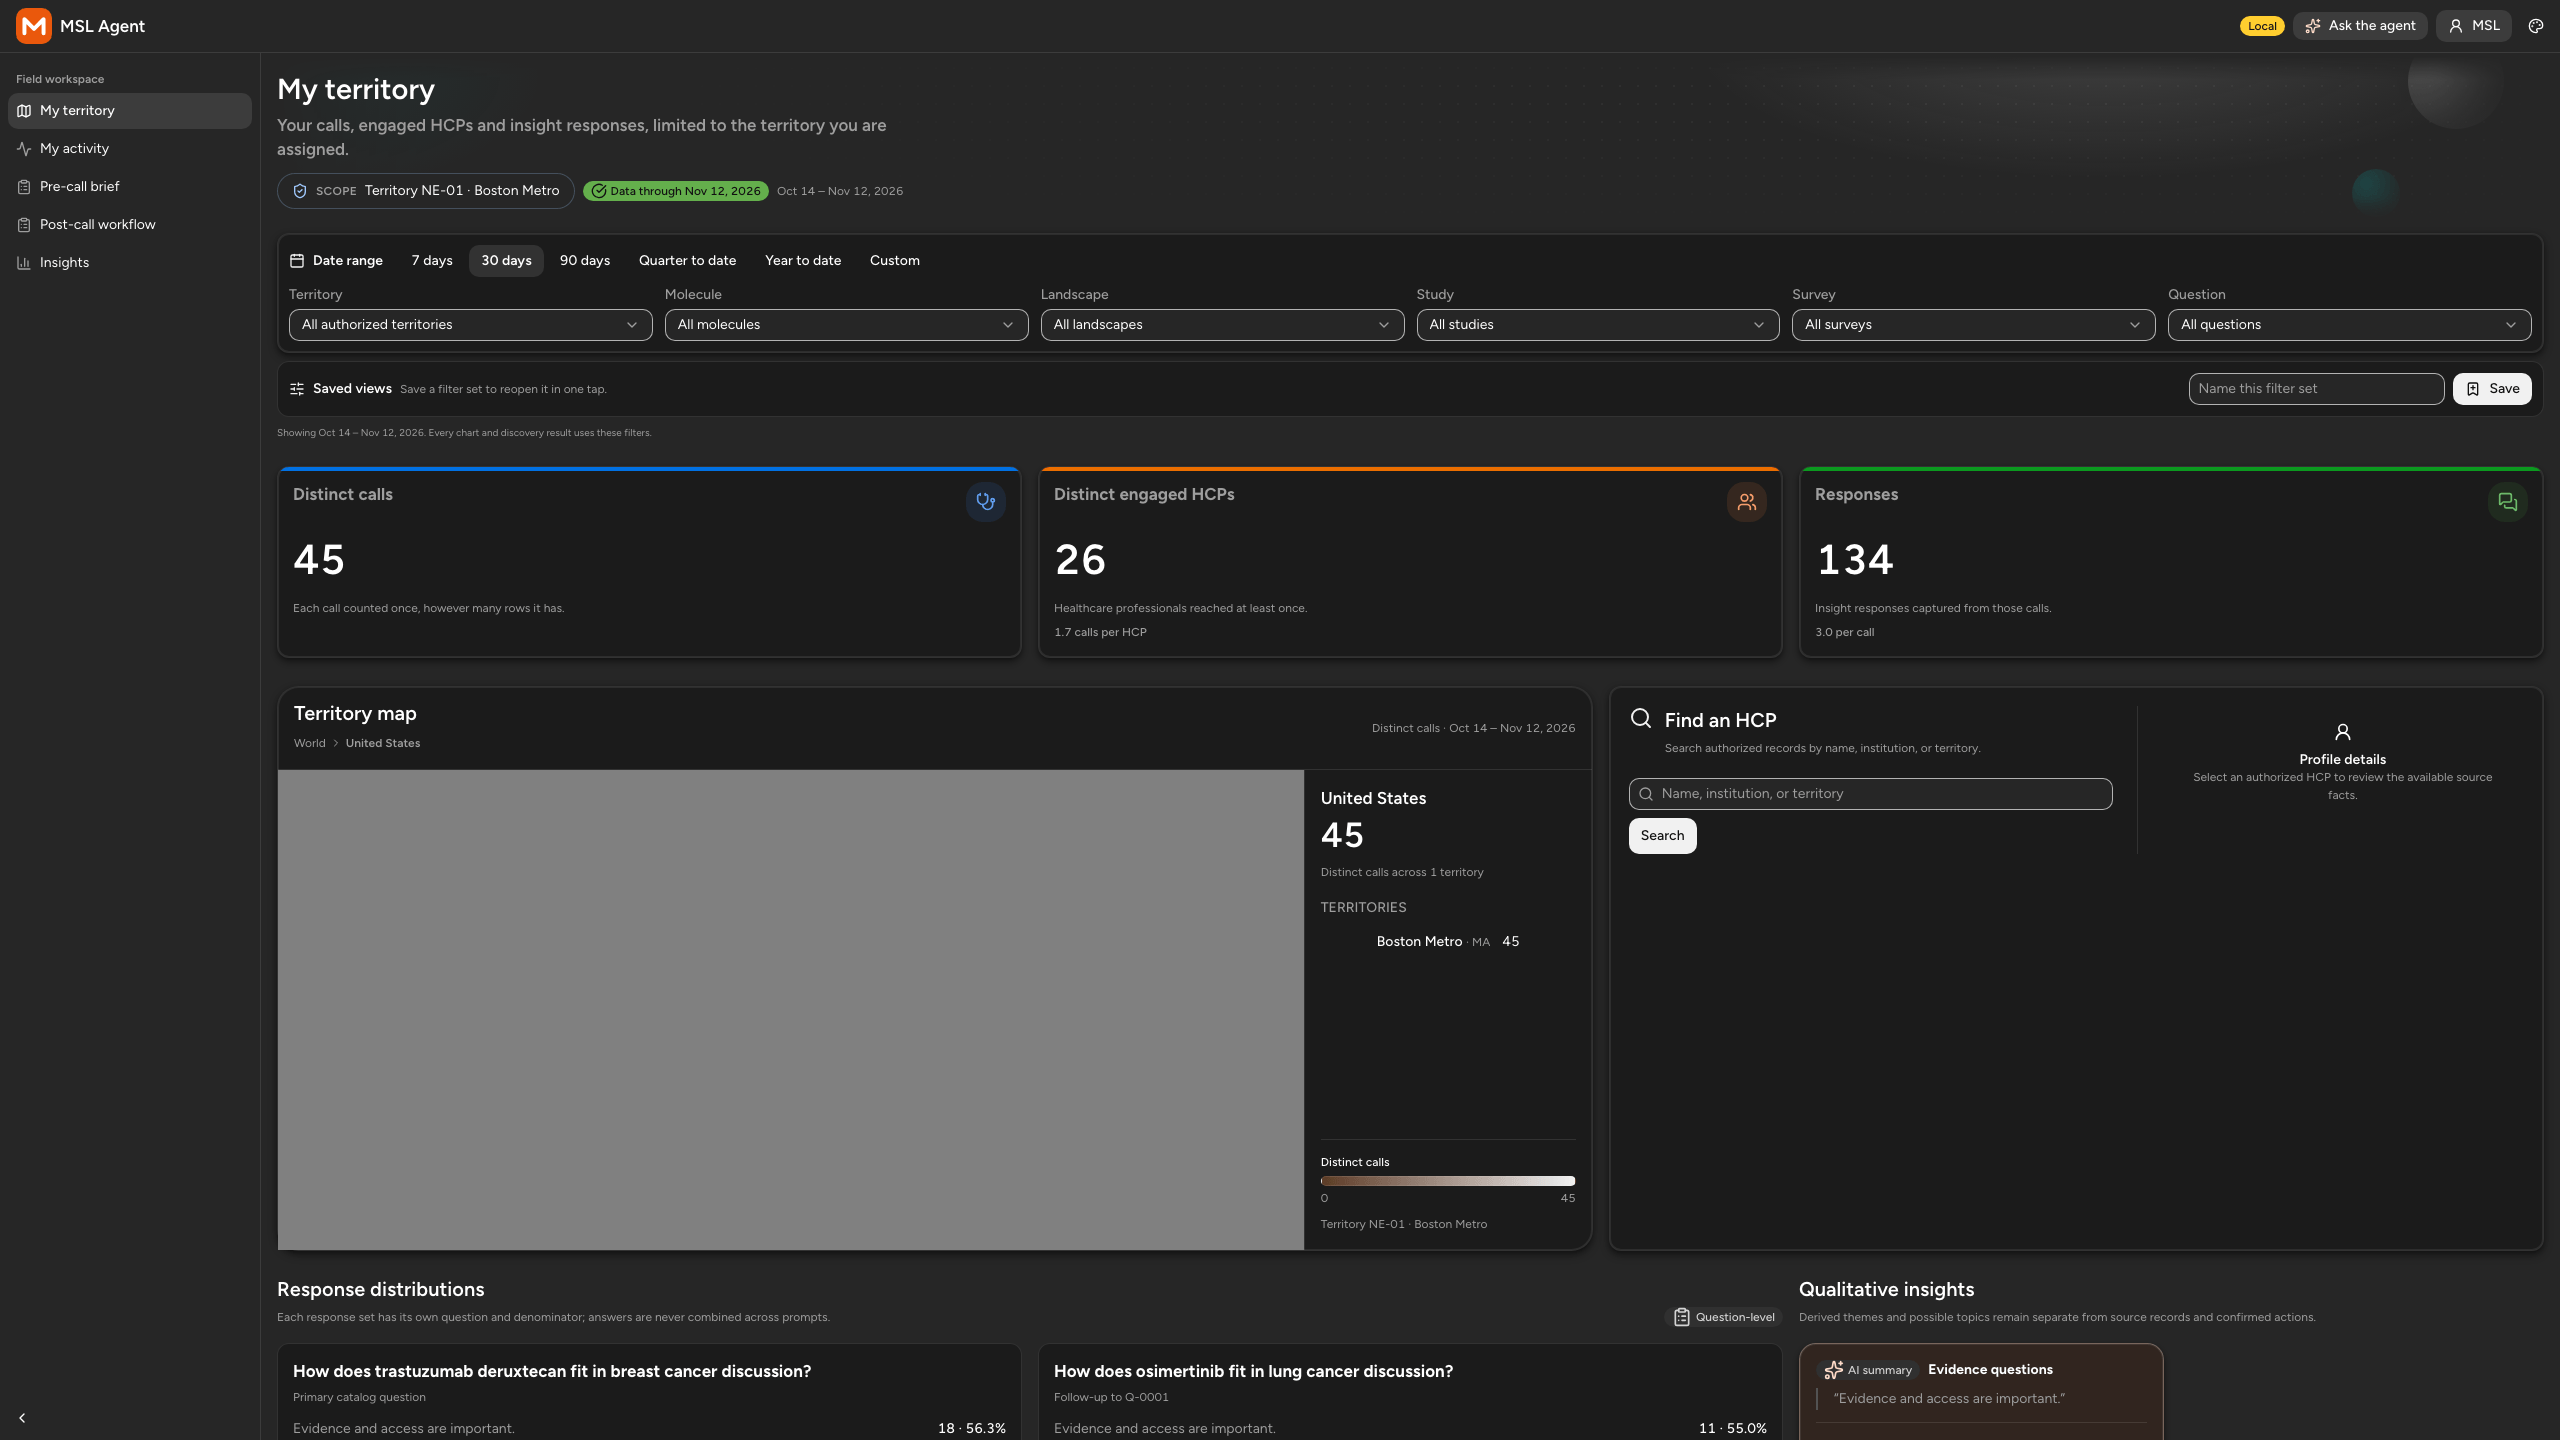 MSL Agent
Local
Ask the agent
MSL
Field workspace
My territory
My activity
Pre-call brief
Post-call workflow
Insights
My territory
Your calls, engaged HCPs and insight responses, limited to the territory you are
assigned.
SCOPE Territory NE-01 · Boston Metro
Data through Nov 12, 2026
Oct 14 – Nov 12, 2026
Date range
7 days
30 days
90 days
Quarter to date
Year to date
Custom
Territory
Molecule
Landscape
Study
Survey
Question
All authorized territories
All molecules
All landscapes
All studies
All surveys
All questions
Saved views
Save a filter set to reopen it in one tap.
Name this filter set
Save
Showing Oct 14 – Nov 12, 2026. Every chart and discovery result uses these filters.
Distinct calls
45
Each call counted once, however many rows it has.
Distinct engaged HCPs
26
Healthcare professionals reached at least once.
1.7 calls per HCP
Responses
134
Insight responses captured from those calls.
3.0 per call
Territory map
World > United States
Distinct calls · Oct 14 – Nov 12, 2026
United States
45
Distinct calls across 1 territory
TERRITORIES
Boston Metro · MA 45
Distinct calls
0 45
Territory NE-01 · Boston Metro
Find an HCP
Search authorized records by name, institution, or territory.
Name, institution, or territory
Search
Profile details
Select an authorized HCP to review the available source
facts.
Response distributions
Each response set has its own question and denominator; answers are never combined across prompts.
Question-level
How does trastuzumab deruxtecan fit in breast cancer discussion?
Primary catalog question
Evidence and access are important. 18 · 56.3%
How does osimertinib fit in lung cancer discussion?
Follow-up to Q-0001
Evidence and access are important. 11 · 55.0%
Qualitative insights
Derived themes and possible topics remain separate from source records and confirmed actions.
AI summary Evidence questions
“Evidence and access are important.”